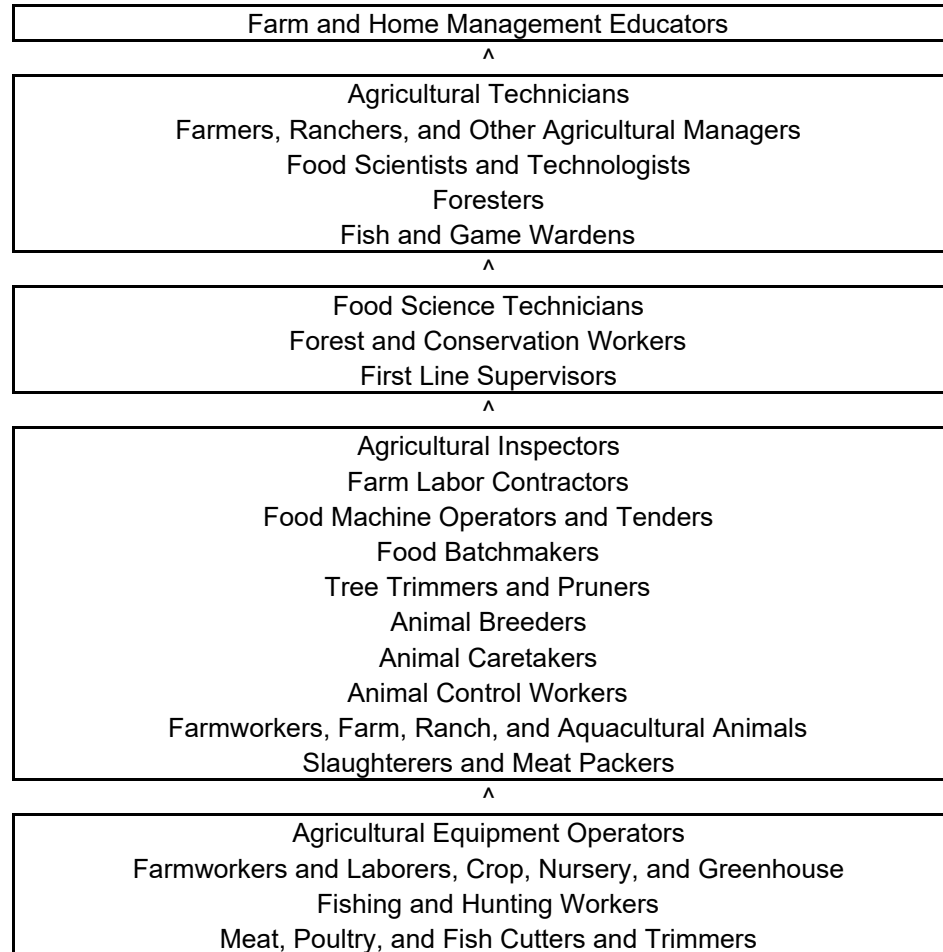 Farm and Home Management Educators
^
Agricultural Technicians
Farmers, Ranchers, and Other Agricultural Managers
Food Scientists and Technologists
Foresters
Fish and Game Wardens
^
Food Science Technicians
Forest and Conservation Workers
First Line Supervisors
^
Agricultural Inspectors
Farm Labor Contractors
Food Machine Operators and Tenders
Food Batchmakers
Tree Trimmers and Pruners
Animal Breeders
Animal Caretakers
Animal Control Workers
Farmworkers, Farm, Ranch, and Aquacultural Animals
Slaughterers and Meat Packers
^
Agricultural Equipment Operators
Farmworkers and Laborers, Crop, Nursery, and Greenhouse
Fishing and Hunting Workers
Meat, Poultry, and Fish Cutters and Trimmers